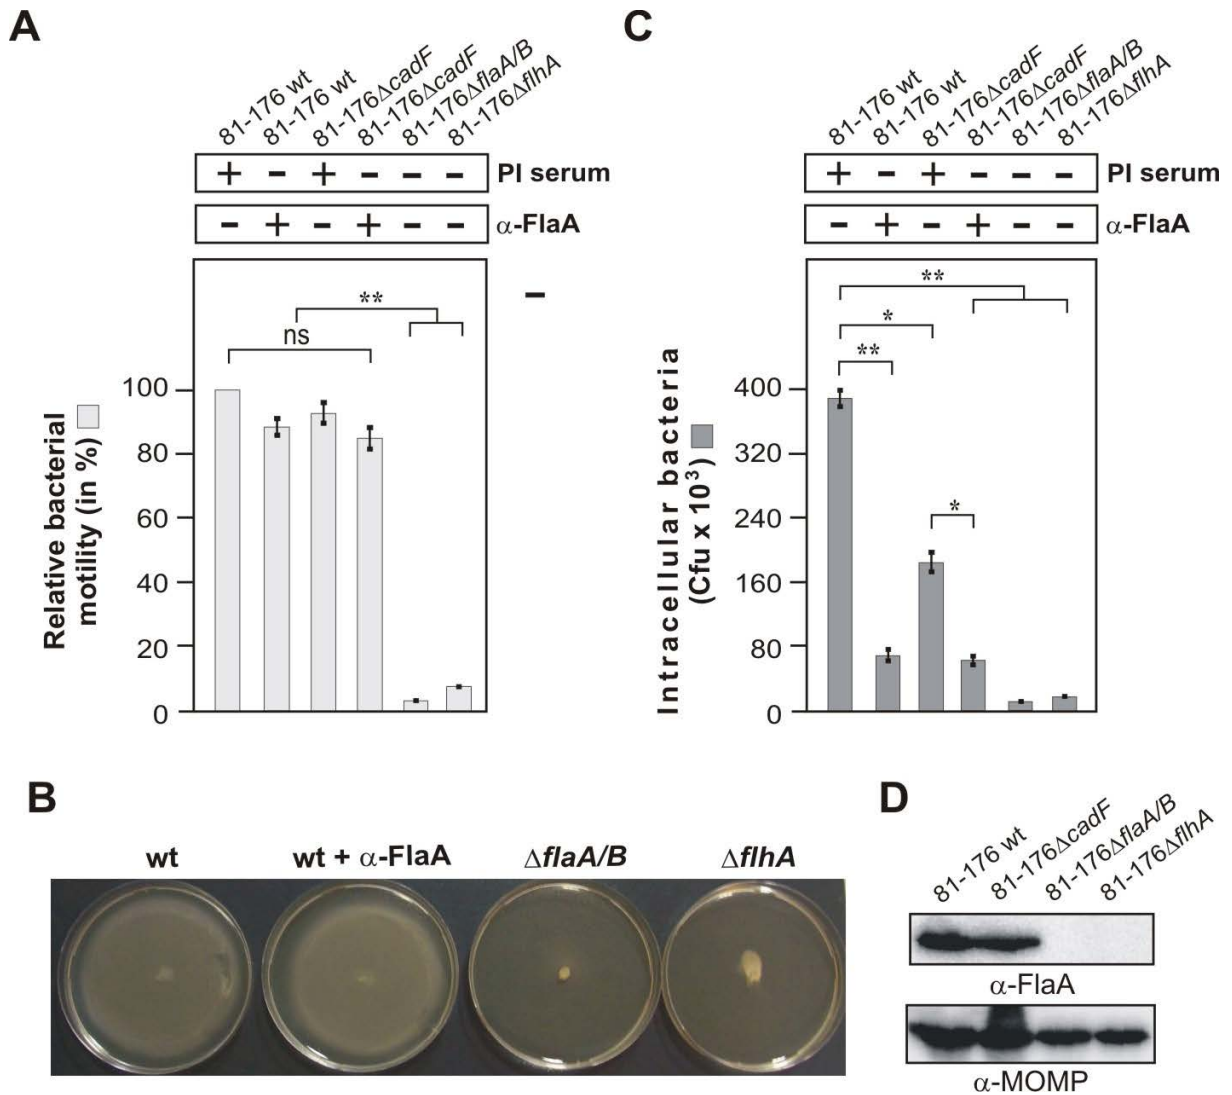 A
81-176 wt
81-176 wt
81-176ΔcadF
81-176ΔcadF
81-176ΔflaA/B
81-176ΔflhA
+ − + − − − PI serum
− + − + − − α-FlaA
−
**
ns
100
80
60
40
20
0
Relative bacterial
motility (in %)
C
81-176 wt
81-176 wt
81-176ΔcadF
81-176ΔcadF
81-176ΔflaA/B
81-176ΔflhA
+ − + − − − PI serum
− + − + − − α-FlaA
**
*
**
*
400
320
240
160
80
0
Intracellular bacteria
(Cfu x 10³)
B
wt wt + α-FlaA ΔflaA/B ΔflhA
D
81-176 wt
81-176ΔcadF
81-176ΔflaA/B
81-176ΔflhA
α-FlaA
α-MOMP